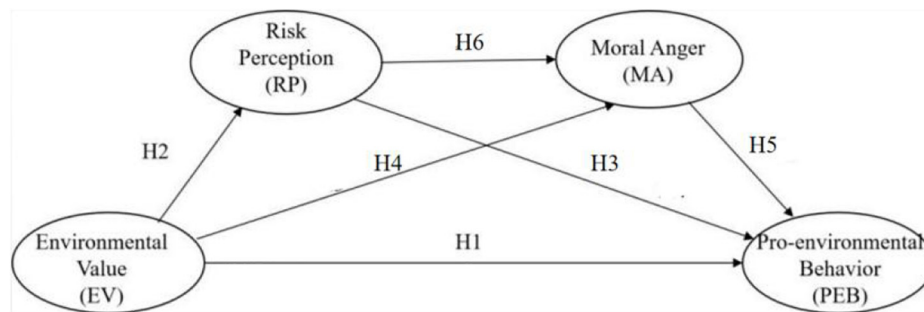 Risk
Perception
(RP)
H6
Moral Anger
(MA)
H2
H4
H3
H5
Environmental
Value
(EV)
H1
Pro-environmental
Behavior
(PEB)